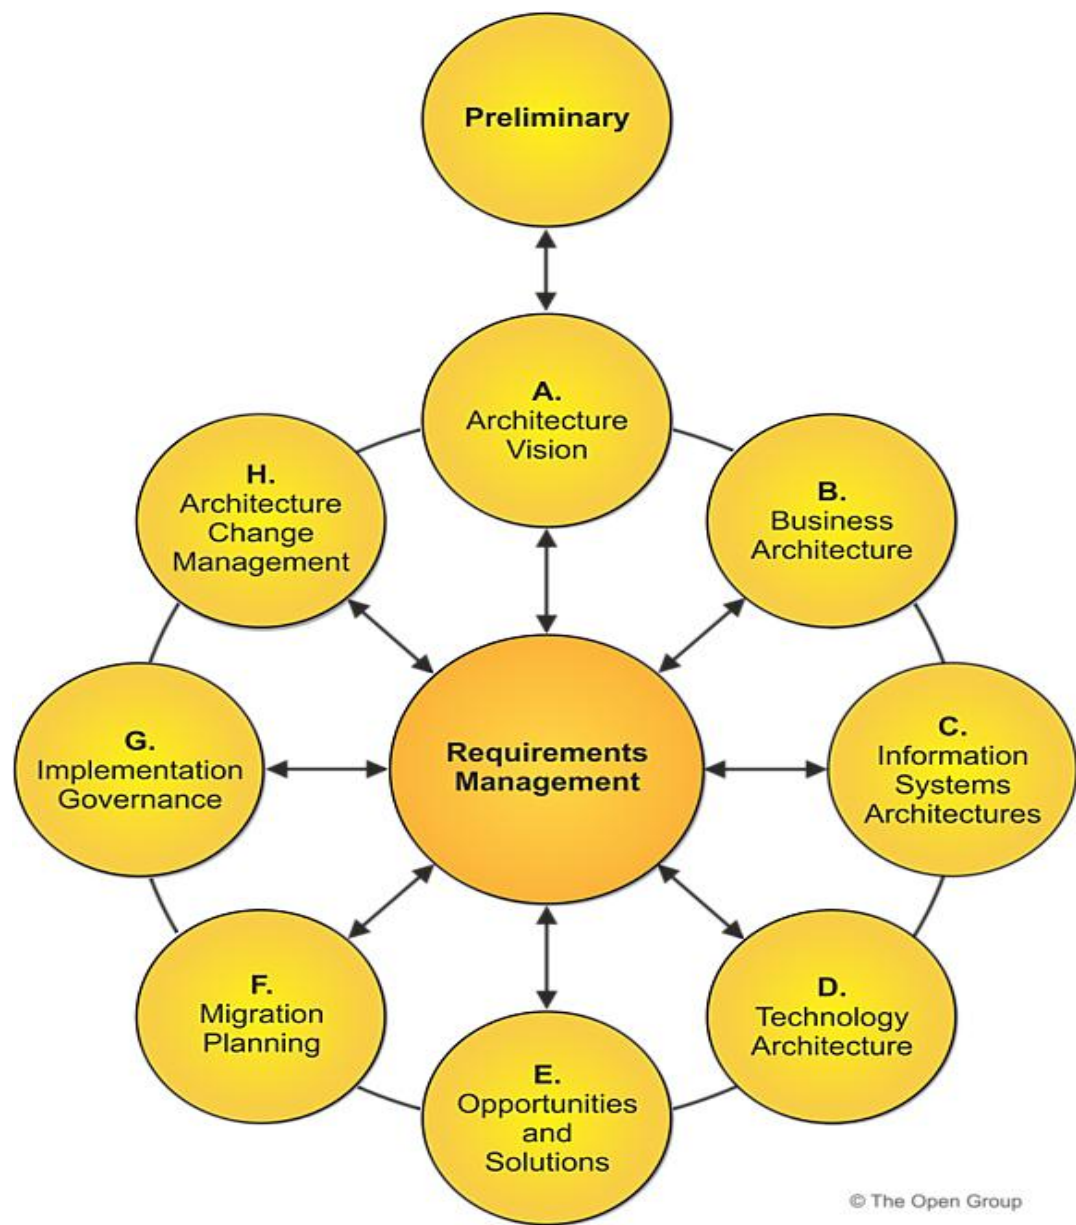 Preliminary
A.
Architecture
Vision
H.
Architecture
Change
Management
B.
Business
Architecture
G.
Implementation
Governance
Requirements
Management
C.
Information
Systems
Architectures
F.
Migration
Planning
D.
Technology
Architecture
E.
Opportunities
and
Solutions
© The Open Group